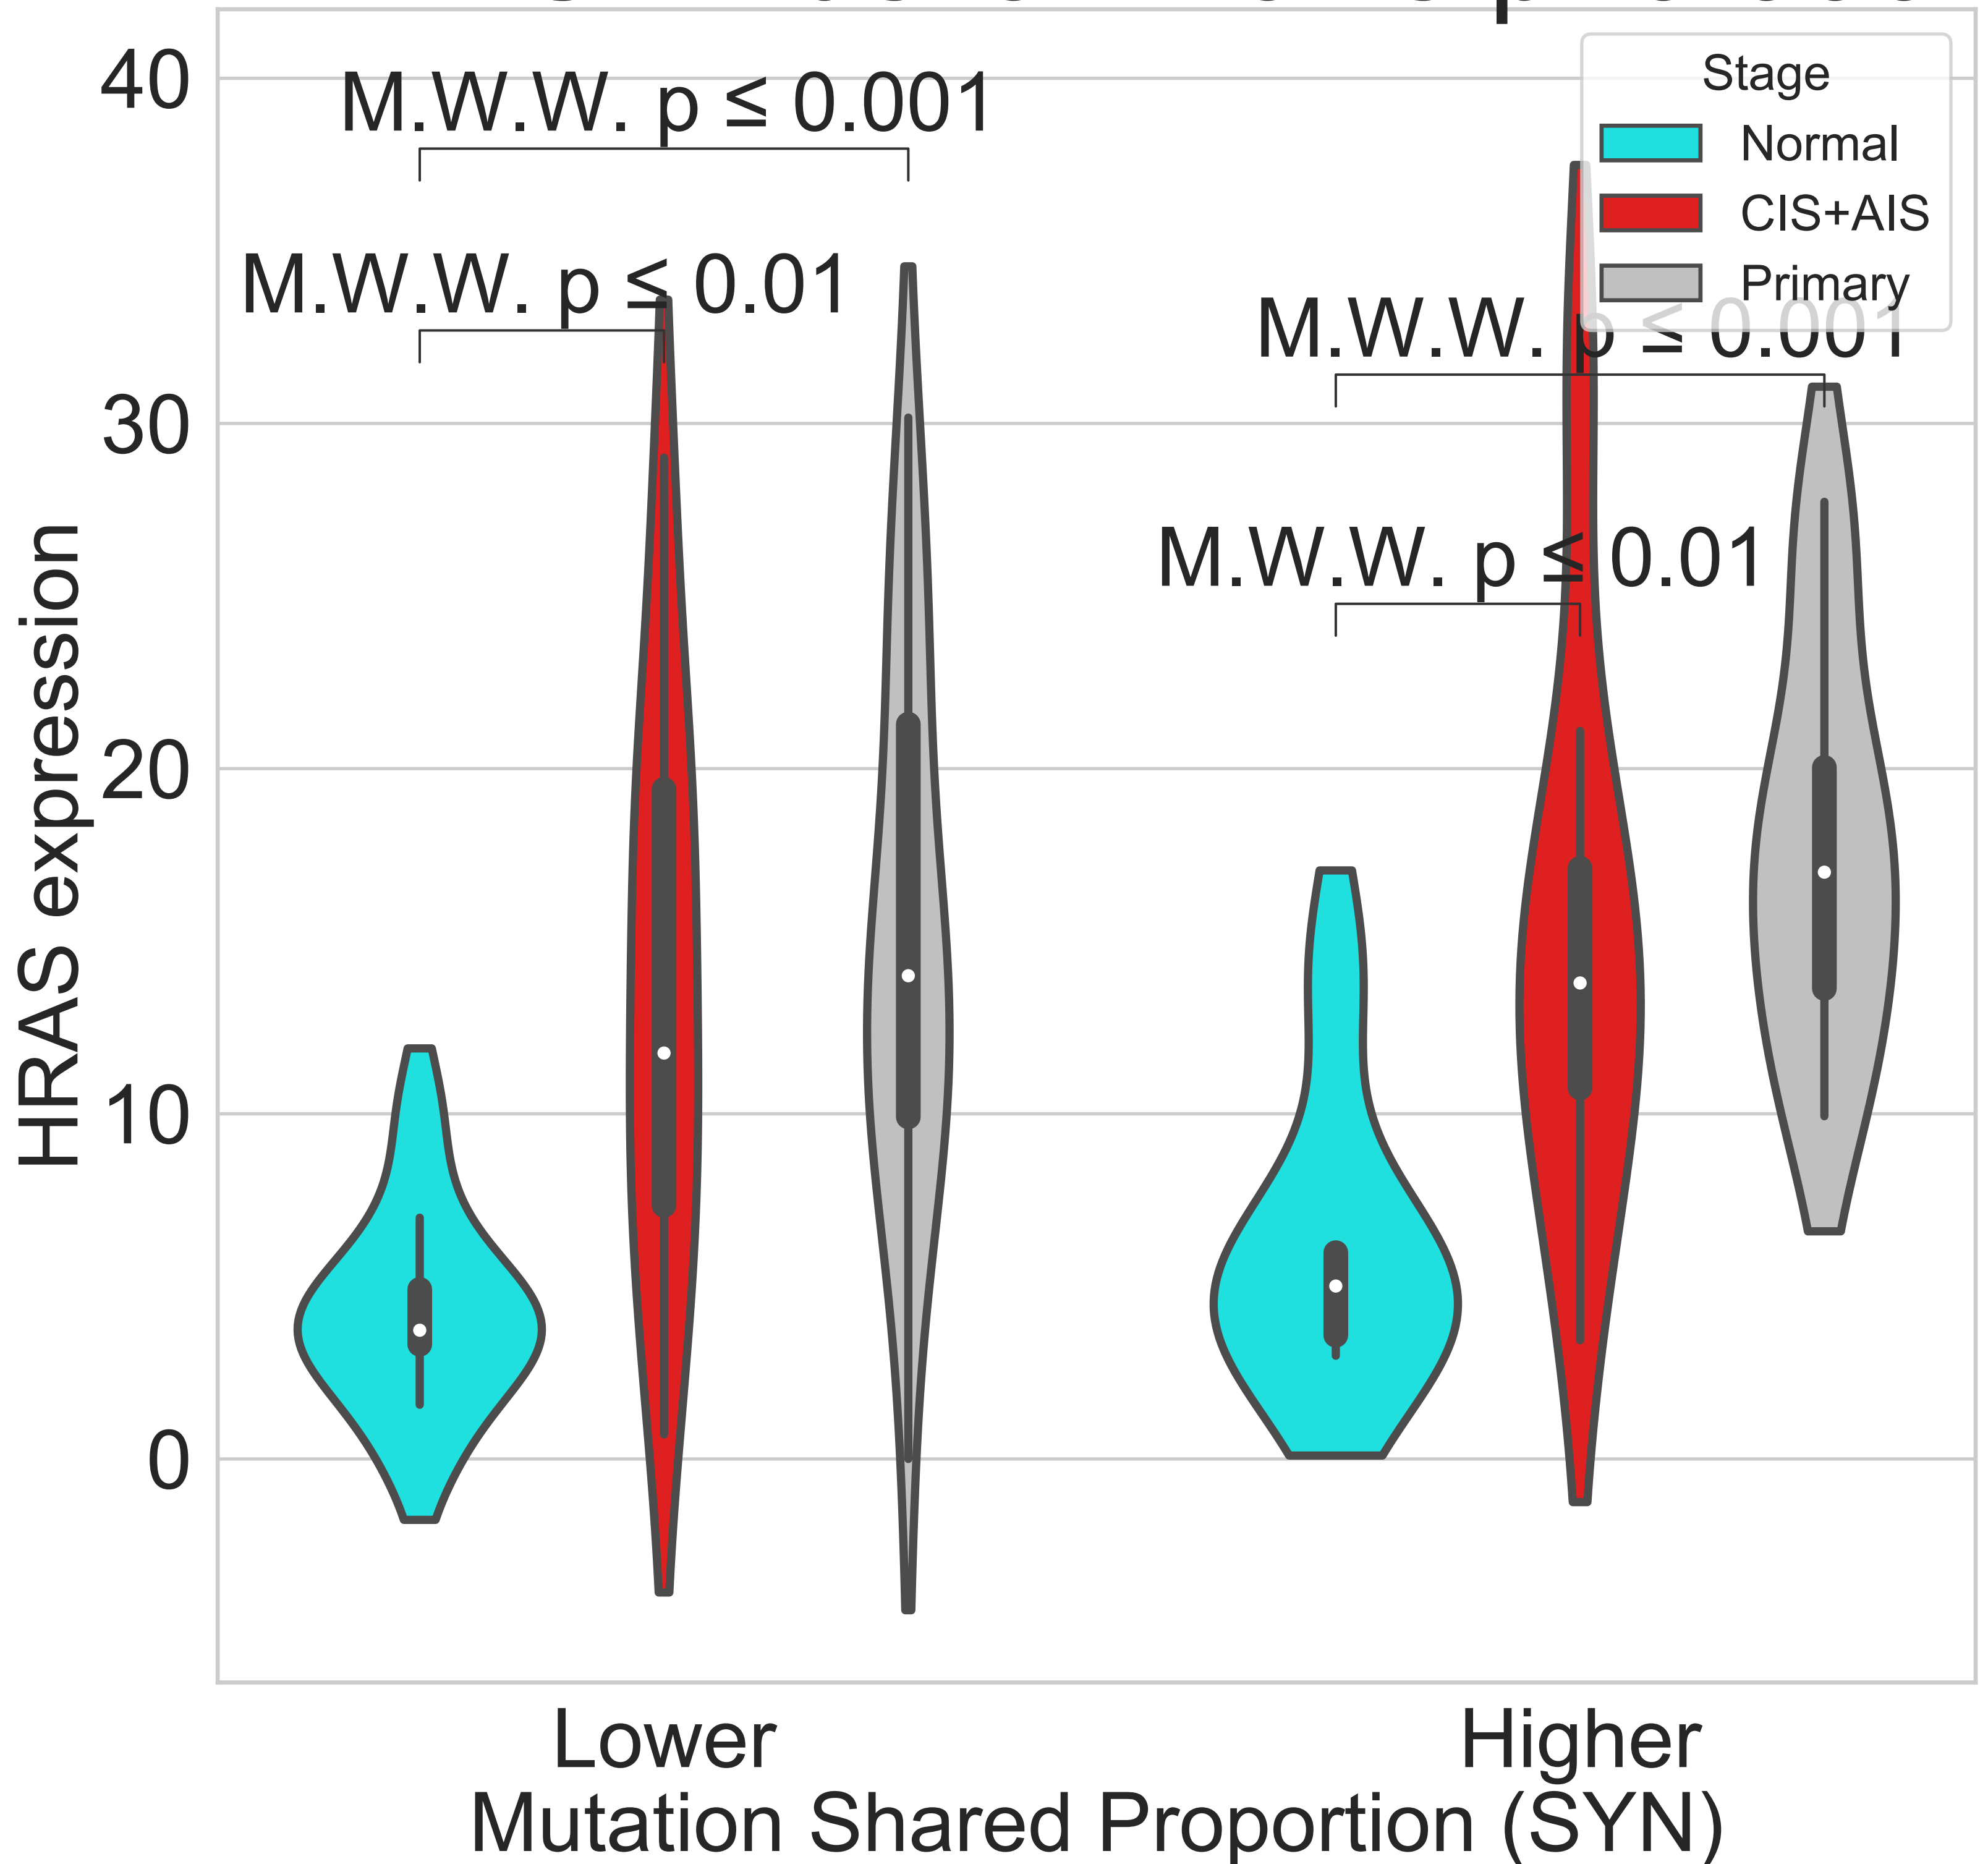 40
30
20
10
0
HRAS expression
M.W.W. p ≤ 0.001
M.W.W. p ≤ 0.01
M.W.W. p ≤ 0.001
M.W.W. p ≤ 0.01
Stage
Normal
CIS+AIS
Primary
Lower
Higher
Mutation Shared Proportion (SYN)